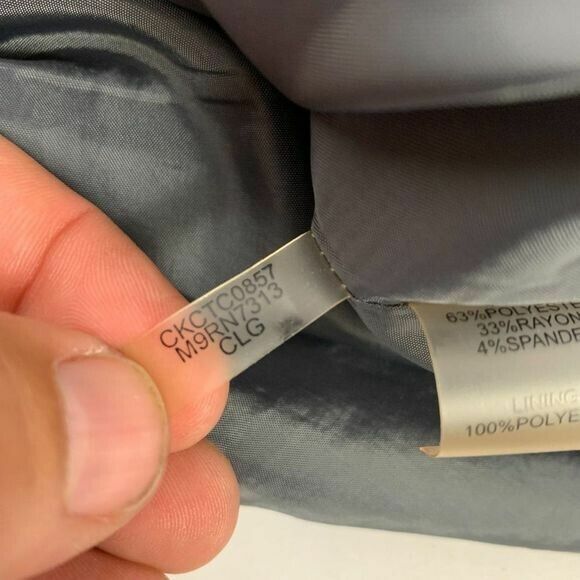 CKCTC0857
M9RN7313
CLG
63%POLYESTE
33%RAYON
4%SPANDE
LINING
100%POLYE